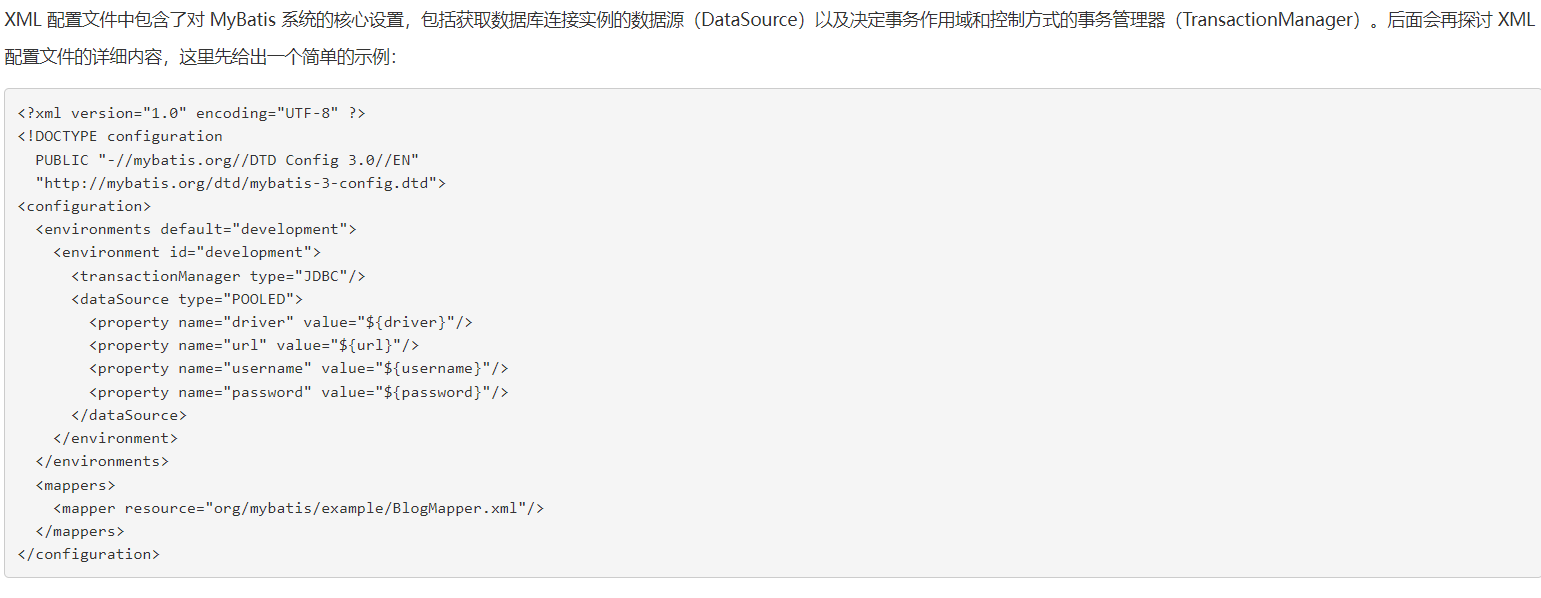 XML 配置文件中包含了对 MyBatis 系统的核心设置，包括获取数据库连接实例的数据源（DataSource）以及决定事务作用域和控制方式的事务管理器（TransactionManager）。后面会再探讨 XML
配置文件的详细内容，这里先给出一个简单的示例：
<?xml version="1.0" encoding="UTF-8" ?>
<!DOCTYPE configuration
  PUBLIC "-//mybatis.org//DTD Config 3.0//EN"
  "http://mybatis.org/dtd/mybatis-3-config.dtd">
<configuration>
  <environments default="development">
    <environment id="development">
      <transactionManager type="JDBC"/>
      <dataSource type="POOLED">
        <property name="driver" value="${driver}"/>
        <property name="url" value="${url}"/>
        <property name="username" value="${username}"/>
        <property name="password" value="${password}"/>
      </dataSource>
    </environment>
  </environments>
  <mappers>
    <mapper resource="org/mybatis/example/BlogMapper.xml"/>
  </mappers>
</configuration>